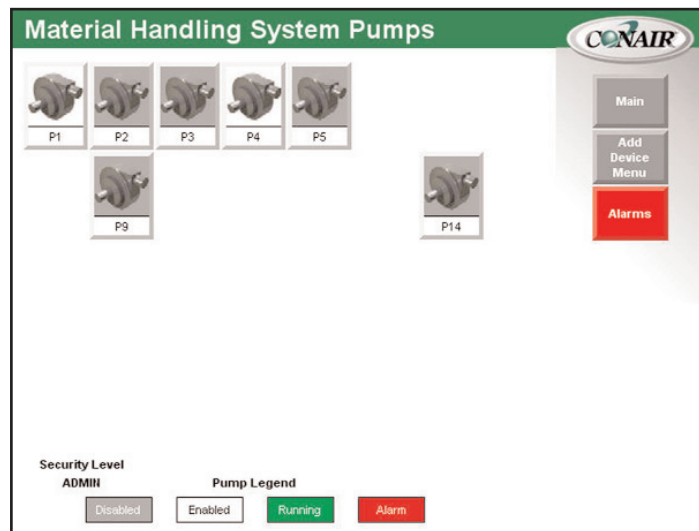 Material Handling System Pumps
CONAIR
P1 P2 P3 P4 P5
Main
Add
Device
Menu
P9 P14
Alarms
Security Level
ADMIN
Pump Legend
Disabled Enabled Running Alarm